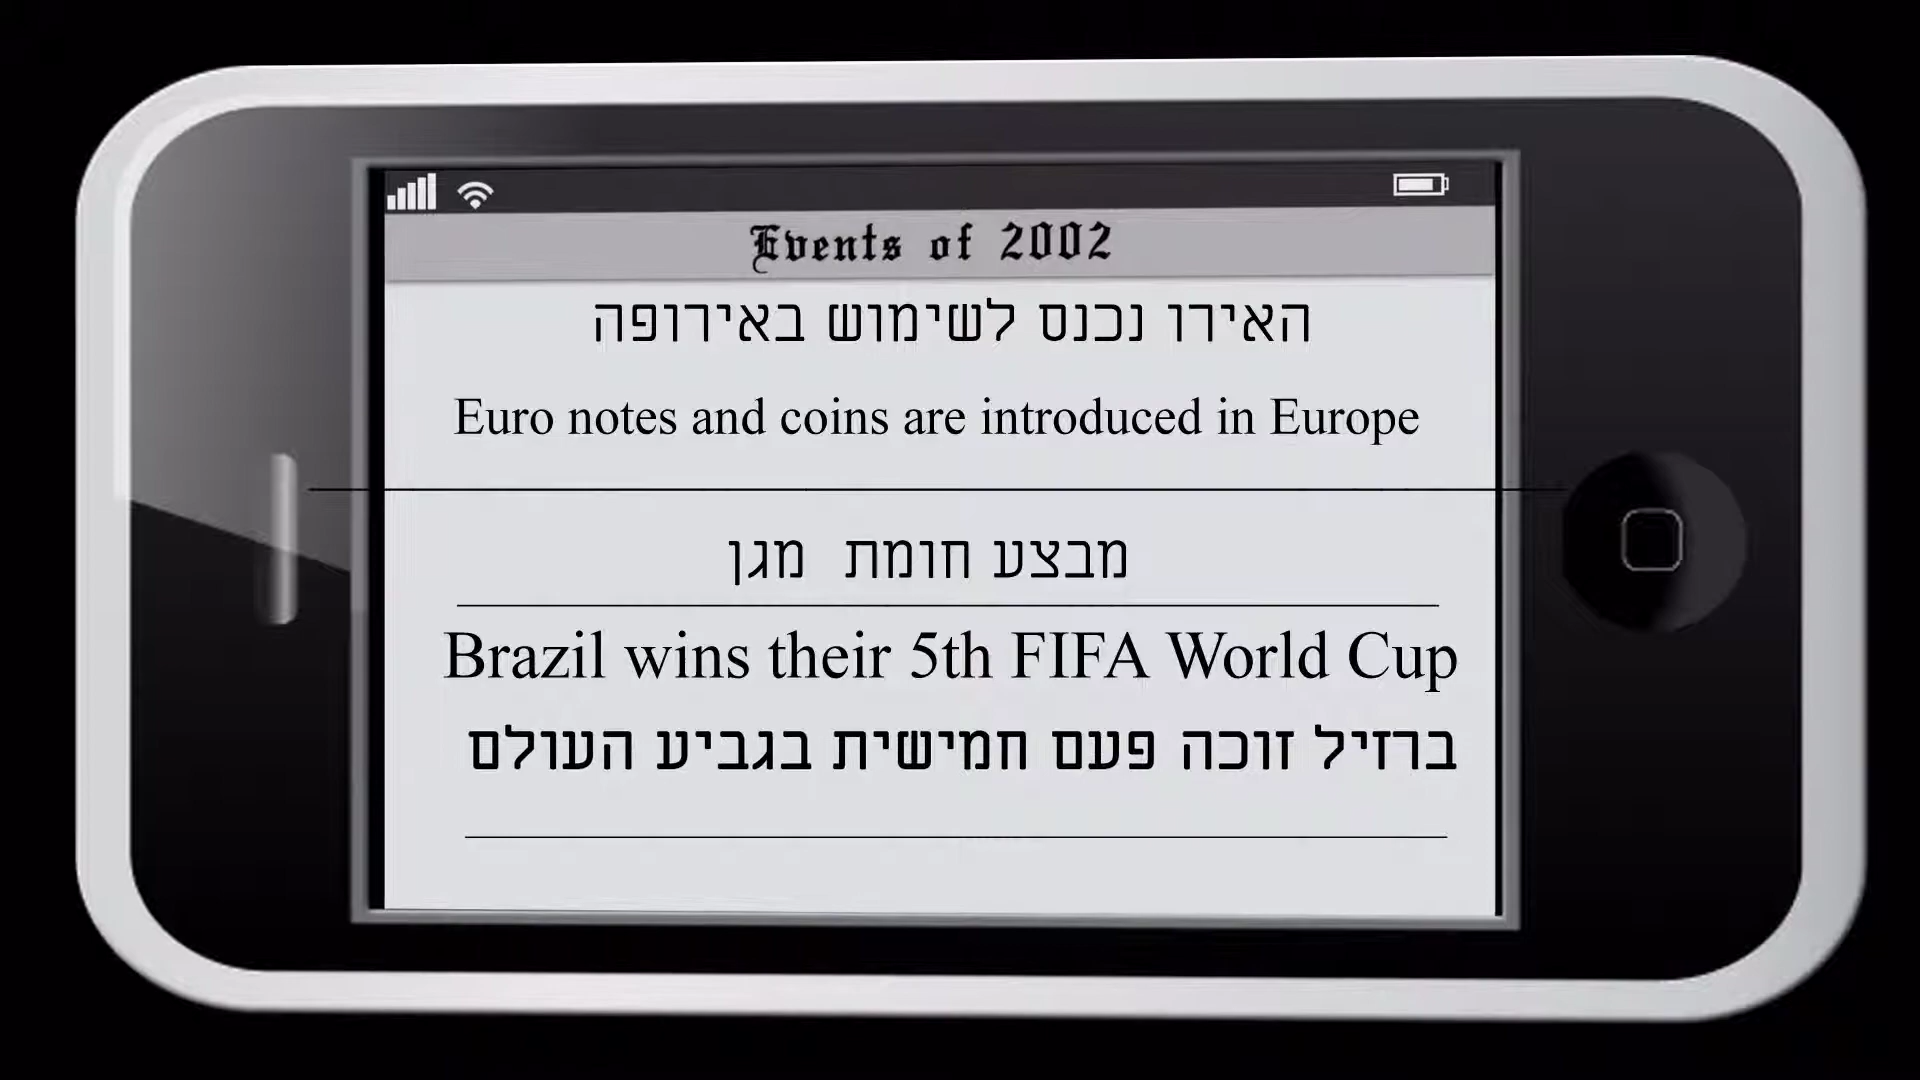 Events of 2002
האירו נכנס לשימוש באירופה
Euro notes and coins are introduced in Europe
מבצע חומת מגן
Brazil wins their 5th FIFA World Cup
ברזיל זוכה פעם חמישית בגביע העולם